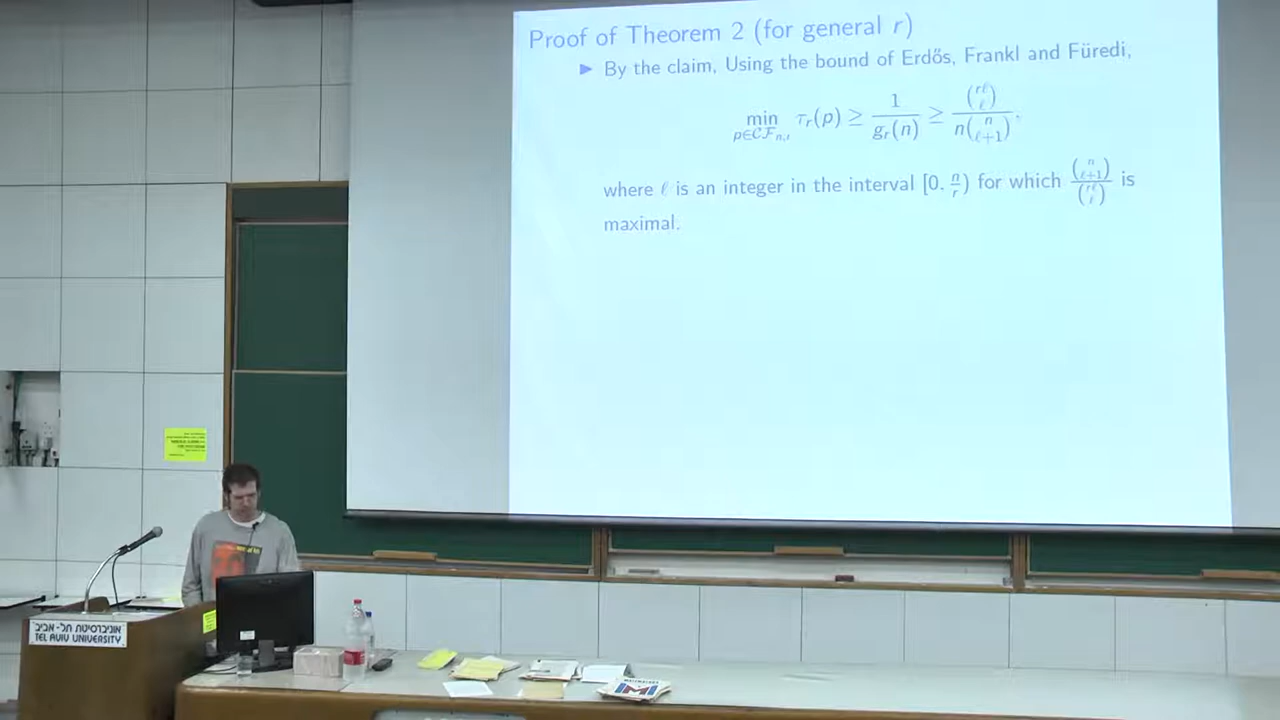 Proof of Theorem 2 (for general r)
▶ By the claim, Using the bound of Erdős, Frankl and Füredi,
min_{p∈CF_{n,r}} τ_r(p) ≥ 1/g_r(n) ≥ \binom{rℓ}{ℓ} / n\binom{n}{ℓ+1},
where ℓ is an integer in the interval [0, n/r) for which \binom{n}{ℓ+1}/\binom{rℓ}{ℓ} is
maximal.
אוניברסיטת תל-אביב
TEL AVIV UNIVERSITY